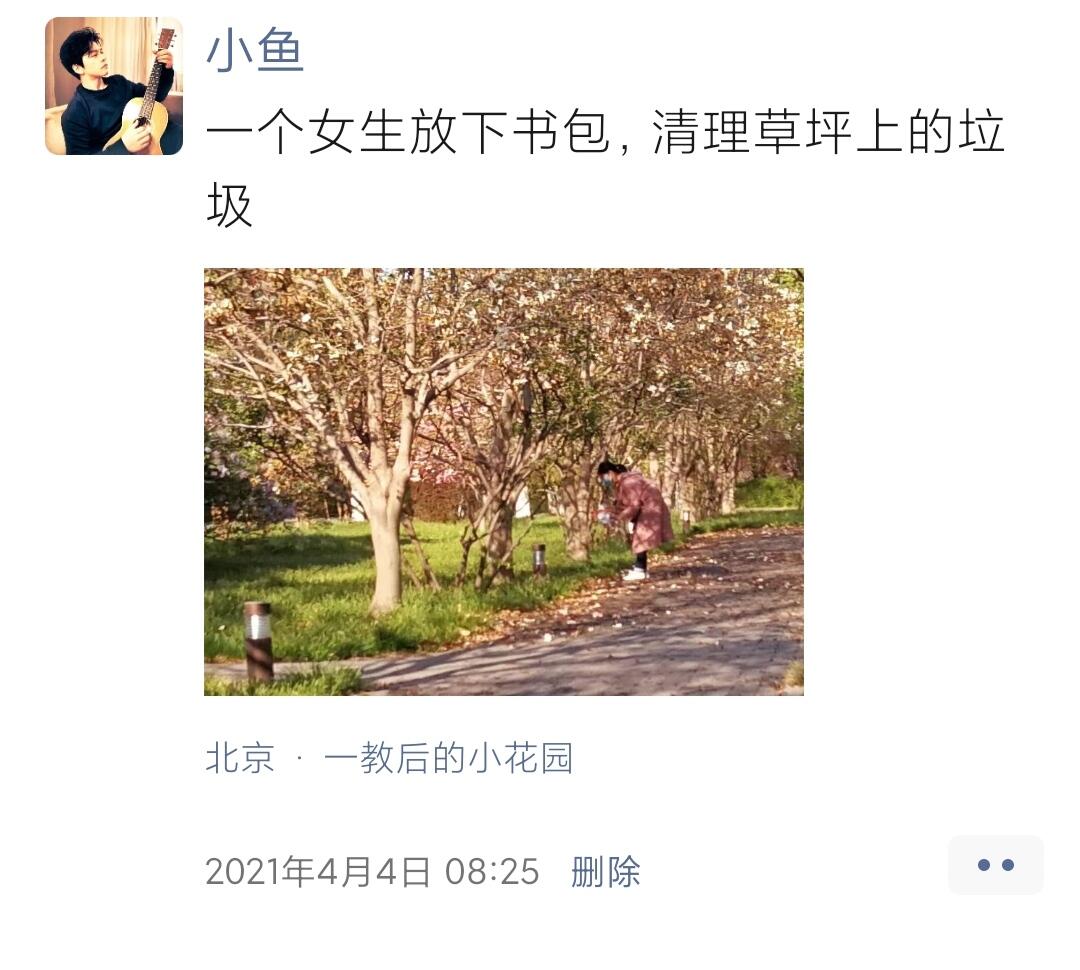 小鱼
一个女生放下书包，清理草坪上的垃
圾
北京 · 一教后的小花园
2021年4月4日 08:25 删除